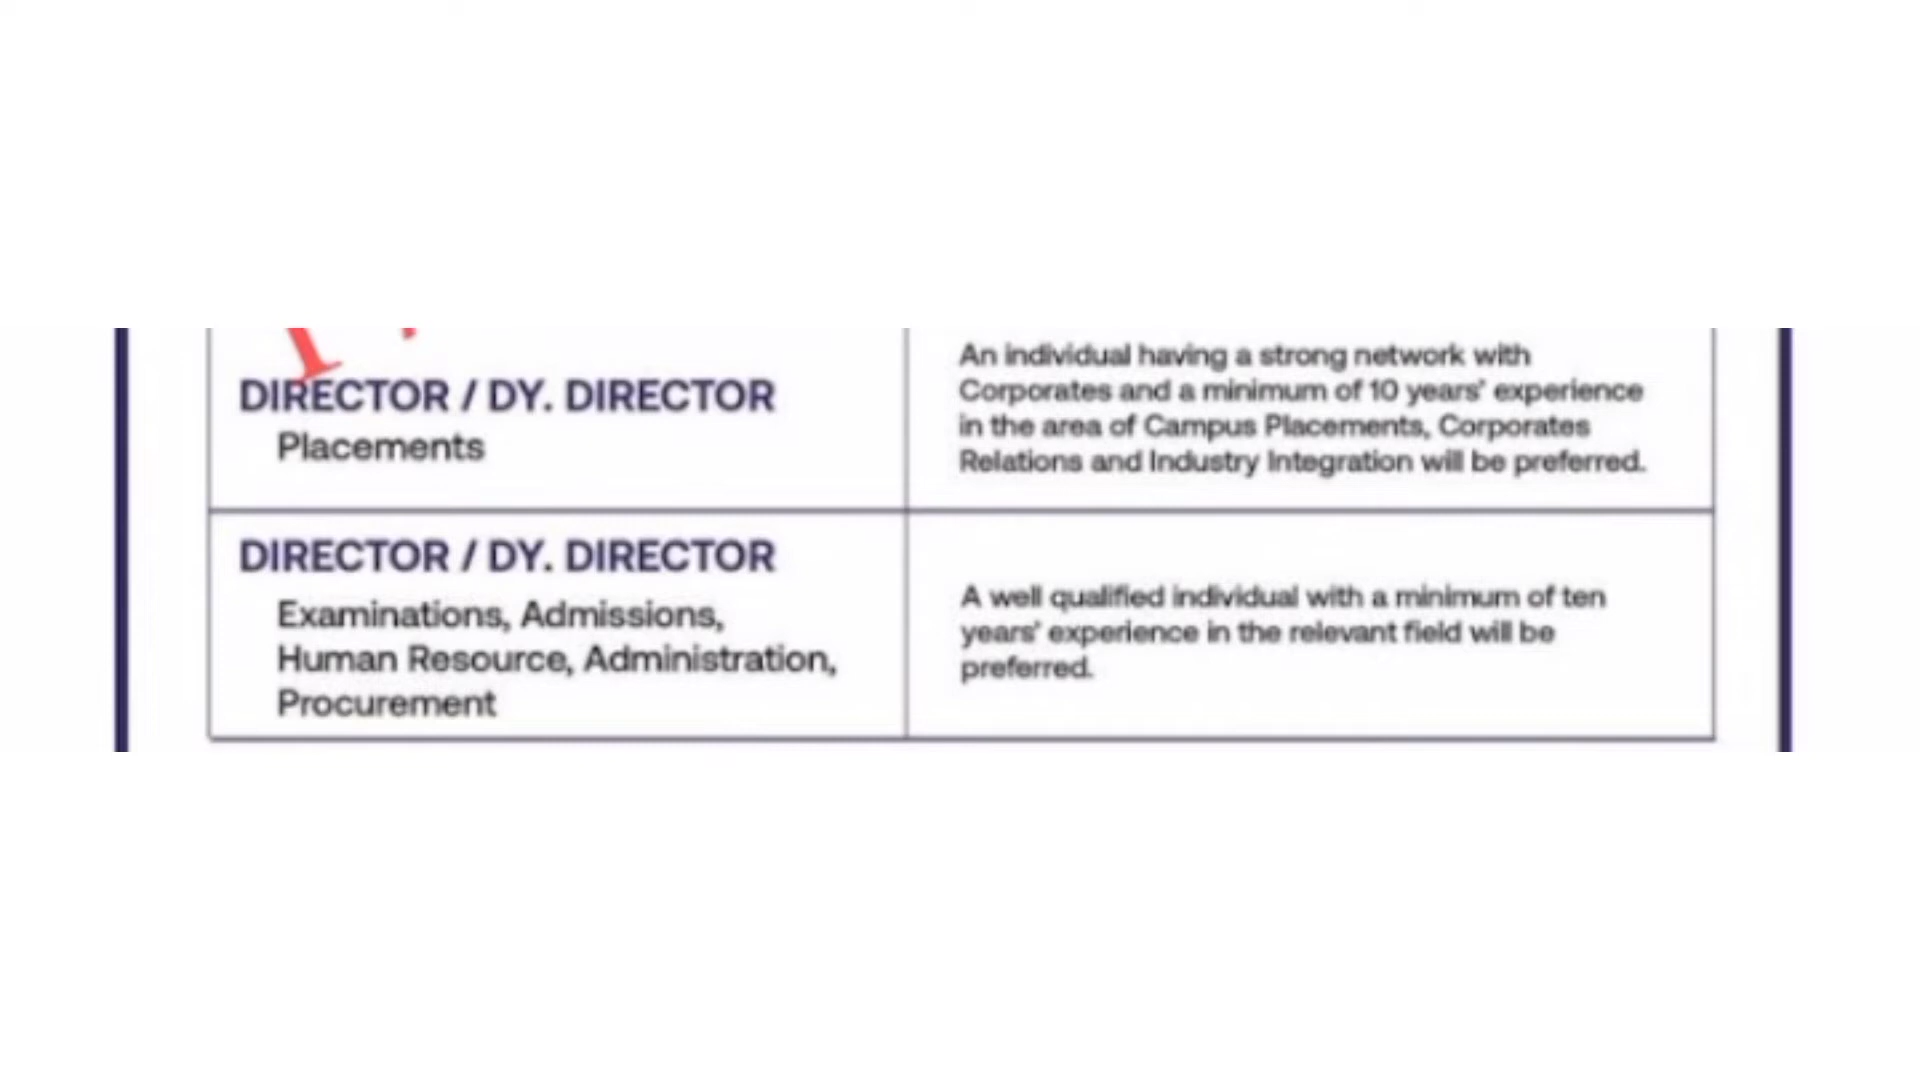 DIRECTOR / DY. DIRECTOR
Placements
An individual having a strong network with
Corporates and a minimum of 10 years' experience
in the area of Campus Placements, Corporates
Relations and Industry Integration will be preferred.
DIRECTOR / DY. DIRECTOR
Examinations, Admissions,
Human Resource, Administration,
Procurement
A well qualified individual with a minimum of ten
years' experience in the relevant field will be
preferred.